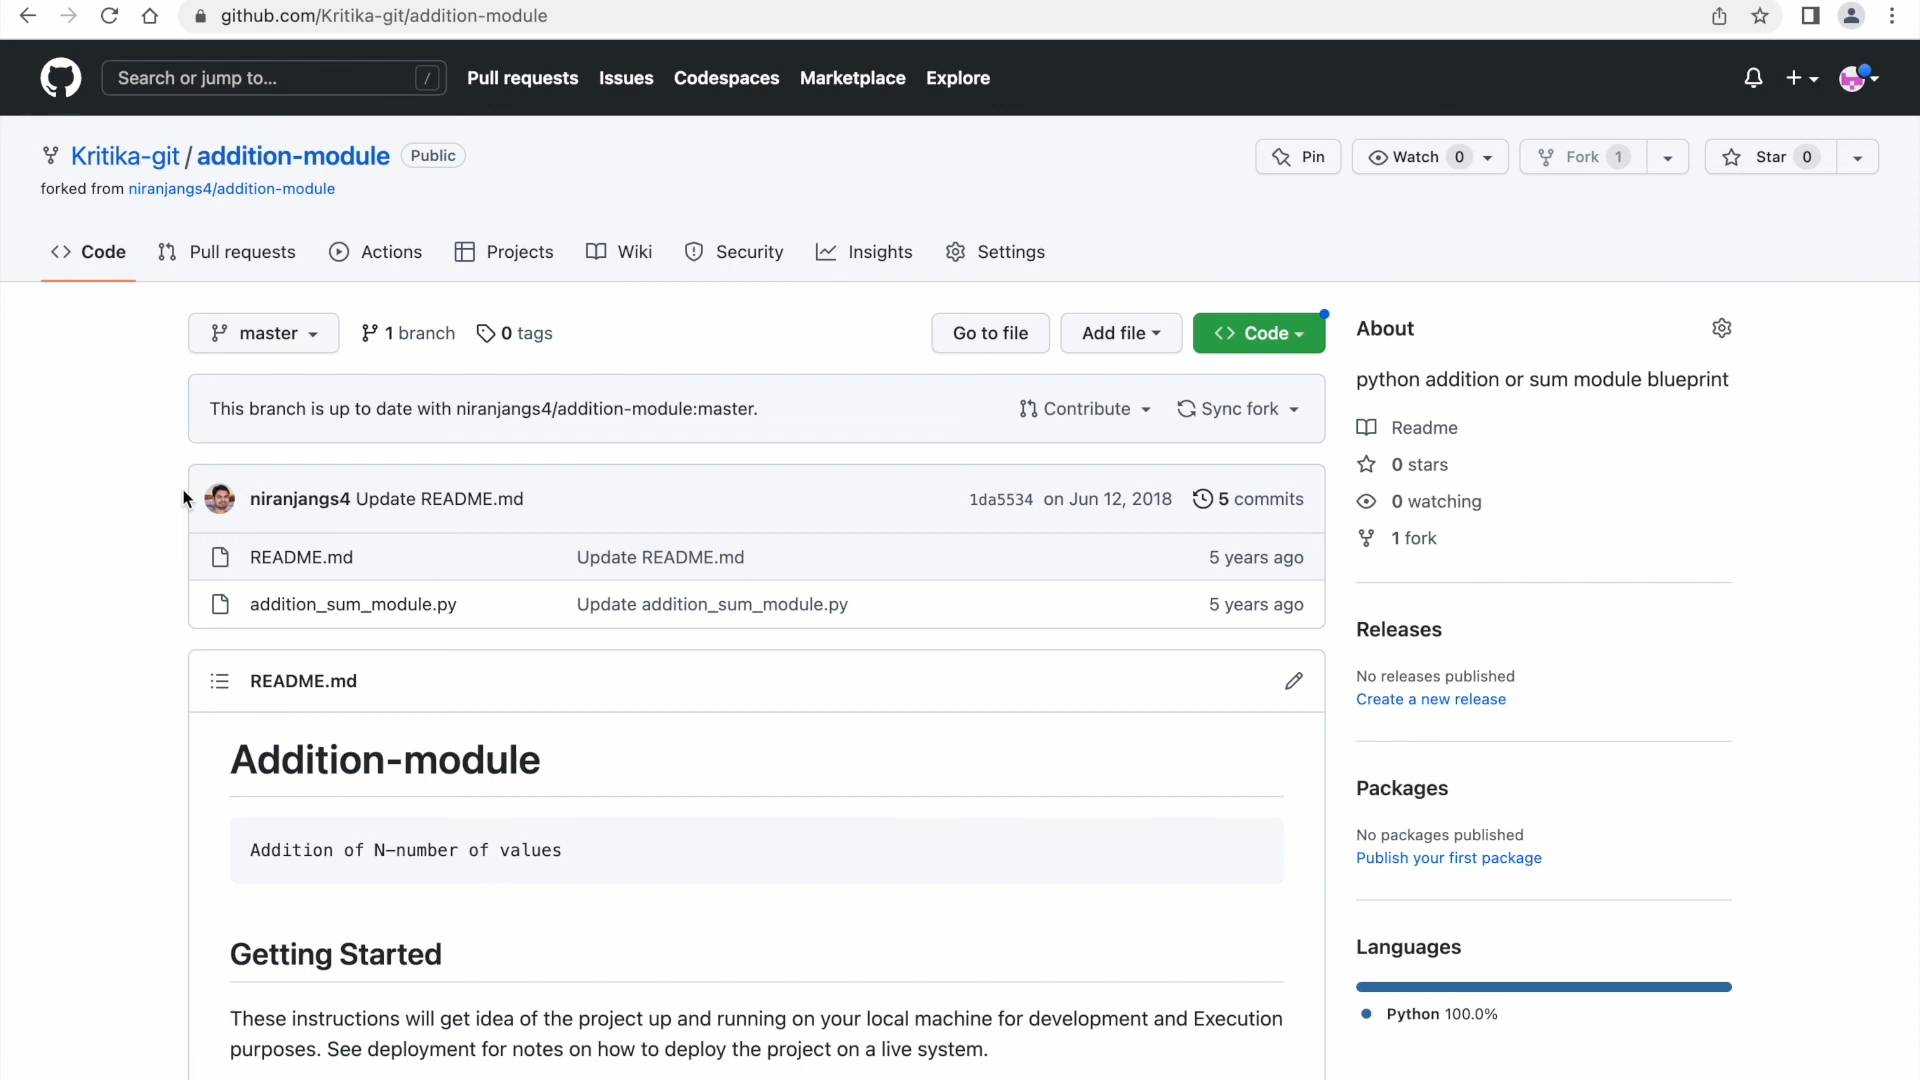 github.com/Kritika-git/addition-module
Search or jump to... /
Pull requests Issues Codespaces Marketplace Explore
Kritika-git / addition-module Public
Pin Watch 0 Fork 1 Star 0
forked from niranjangs4/addition-module
Code Pull requests Actions Projects Wiki Security Insights Settings
master 1 branch 0 tags Go to file Add file Code
This branch is up to date with niranjangs4/addition-module:master. Contribute Sync fork
niranjangs4 Update README.md 1da5534 on Jun 12, 2018 5 commits
README.md Update README.md 5 years ago
addition_sum_module.py Update addition_sum_module.py 5 years ago
README.md
Addition-module
Addition of N-number of values
Getting Started
These instructions will get idea of the project up and running on your local machine for development and Execution
purposes. See deployment for notes on how to deploy the project on a live system.
About
python addition or sum module blueprint
Readme
0 stars
0 watching
1 fork
Releases
No releases published
Create a new release
Packages
No packages published
Publish your first package
Languages
Python 100.0%